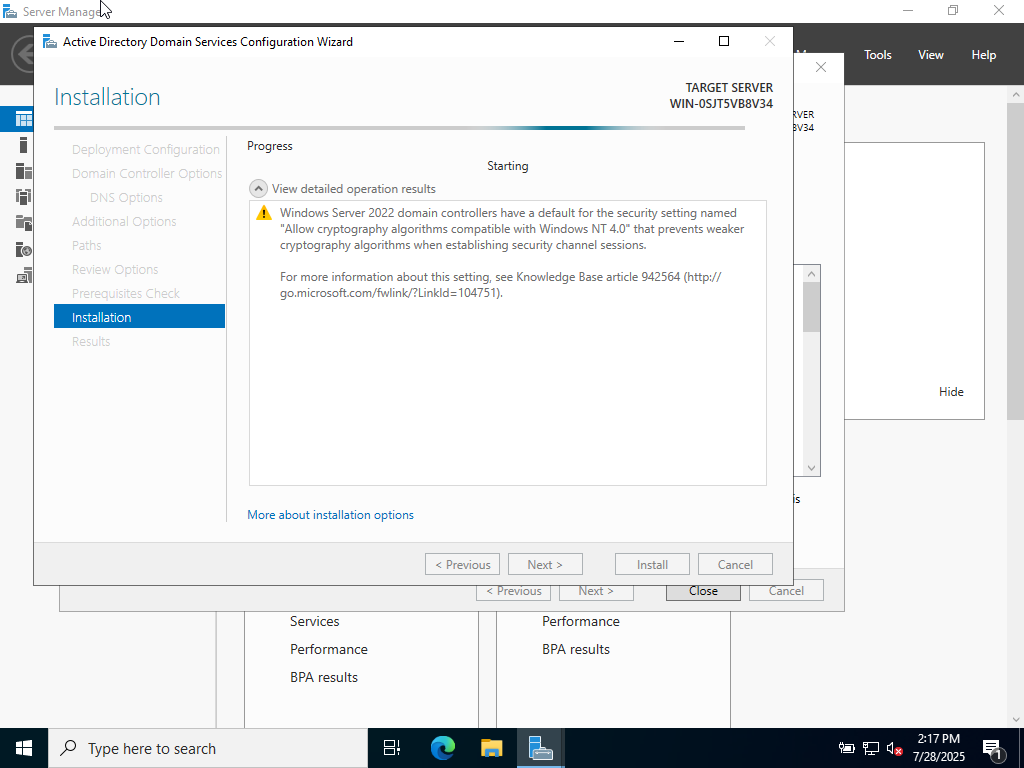 Server Manage
Active Directory Domain Services Configuration Wizard
Tools
View
Help
Installation
TARGET SERVER
WIN-0SJT5VB8V34
Deployment Configuration
Domain Controller Options
DNS Options
Additional Options
Paths
Review Options
Prerequisites Check
Installation
Results
Progress
Starting
View detailed operation results
Windows Server 2022 domain controllers have a default for the security setting named
"Allow cryptography algorithms compatible with Windows NT 4.0" that prevents weaker
cryptography algorithms when establishing security channel sessions.
For more information about this setting, see Knowledge Base article 942564 (http://
go.microsoft.com/fwlink/?LinkId=104751).
More about installation options
< Previous
Next >
Install
Cancel
RVER
8V34
Hide
is
< Previous
Next >
Close
Cancel
Services
Performance
BPA results
Performance
BPA results
Type here to search
2:17 PM
7/28/2025
1